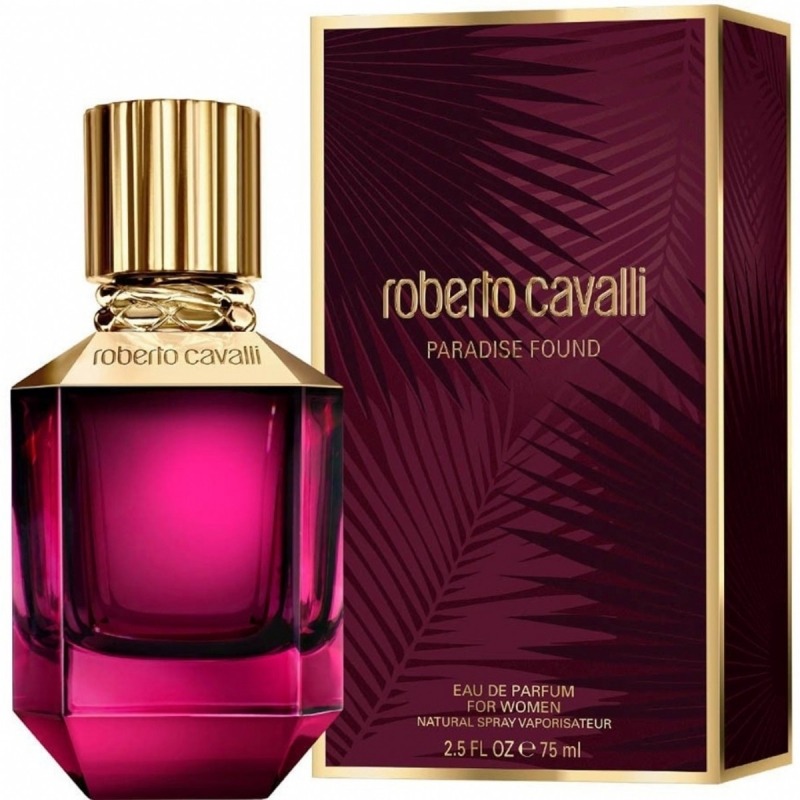 roberto cavalli
roberto cavalli
PARADISE FOUND
EAU DE PARFUM
FOR WOMEN
NATURAL SPRAY VAPORISATEUR
2.5 FL OZ ℮ 75 ml